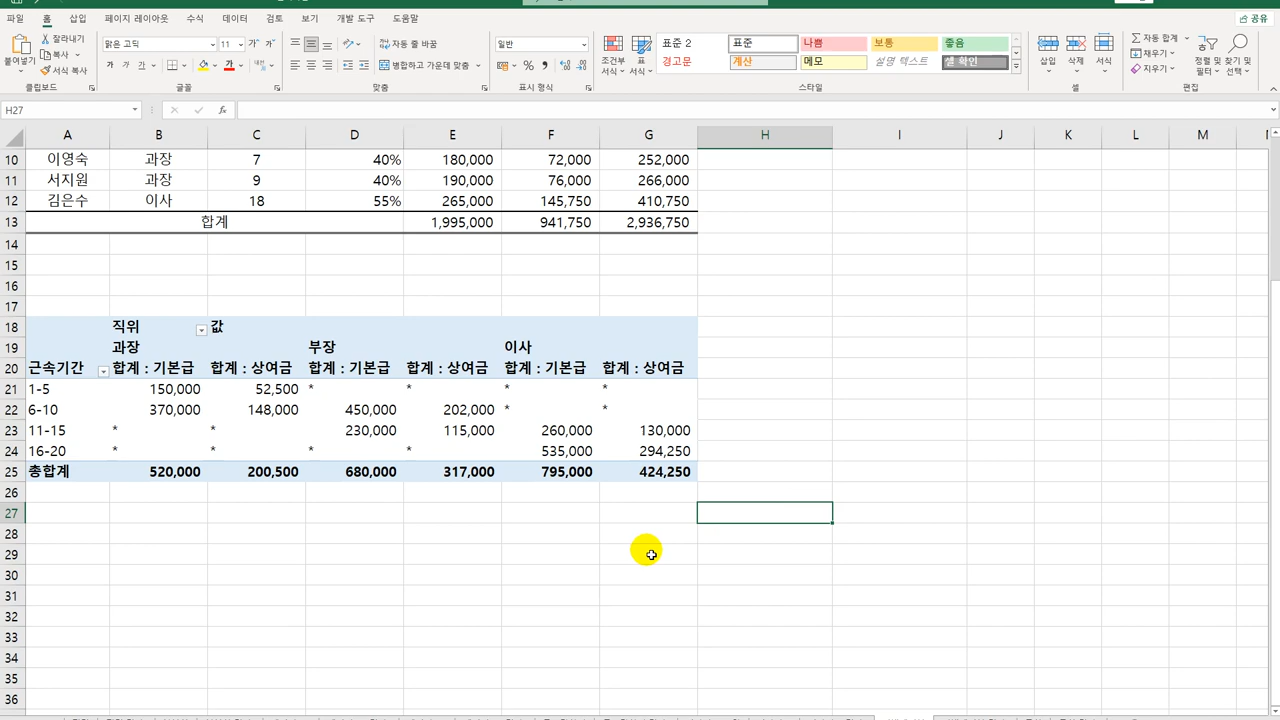 파일 홈 삽입 페이지 레이아웃 수식 데이터 검토 보기 개발 도구 도움말 공유
붙여넣기 잘라내기 복사 서식 복사 클립보드
맑은 고딕 11 가 가 가 가 가 글꼴
자동 줄 바꿈 병합하고 가운데 맞춤 맞춤
일반 % 표시 형식
조건부 서식 표 서식 표준 2 표준 나쁨 보통 좋음
경고문 계산 메모 설명 텍스트 셀 확인 스타일
삽입 삭제 서식 셀
자동 합계 채우기 지우기 정렬 및 필터 찾기 및 선택 편집
H27 fx
A B C D E F G H I J K L M
10 이영숙 과장 7 40% 180,000 72,000 252,000
11 서지원 과장 9 40% 190,000 76,000 266,000
12 김은수 이사 18 55% 265,000 145,750 410,750
13 합계 1,995,000 941,750 2,936,750
14
15
16
17
18 직위 값
19 과장 부장 이사
20 근속기간 합계 : 기본급 합계 : 상여금 합계 : 기본급 합계 : 상여금 합계 : 기본급 합계 : 상여금
21 1-5 150,000 52,500 * * * *
22 6-10 370,000 148,000 450,000 202,000 * *
23 11-15 * * 230,000 115,000 260,000 130,000
24 16-20 * * * * 535,000 294,250
25 총합계 520,000 200,500 680,000 317,000 795,000 424,250
26
27
28
29
30
31
32
33
34
35
36